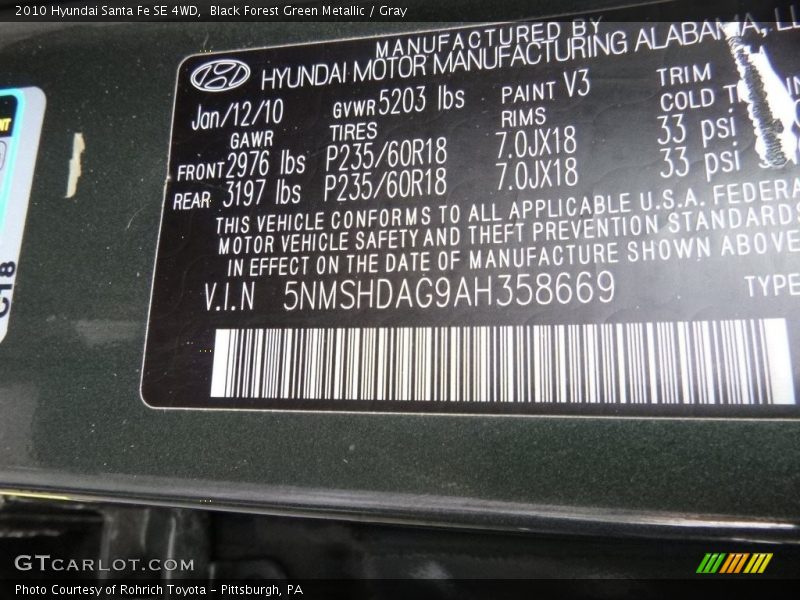 2010 Hyundai Santa Fe SE 4WD, Black Forest Green Metallic / Gray
MANUFACTURED BY
HYUNDAI MOTOR MANUFACTURING ALABAMA, LL
Jan/12/10 GVWR 5203 lbs PAINT V3 TRIM
GAWR TIRES RIMS COLD
FRONT 2976 lbs P235/60R18 7.0JX18 33 psi
REAR 3197 lbs P235/60R18 7.0JX18 33 psi
THIS VEHICLE CONFORMS TO ALL APPLICABLE U.S.A. FEDERA
MOTOR VEHICLE SAFETY AND THEFT PREVENTION STANDARDS
IN EFFECT ON THE DATE OF MANUFACTURE SHOWN ABOVE
V.I.N 5NMSHDAG9AH358669 TYPE
C18
GTCARLOT.COM
Photo Courtesy of Rohrich Toyota - Pittsburgh, PA